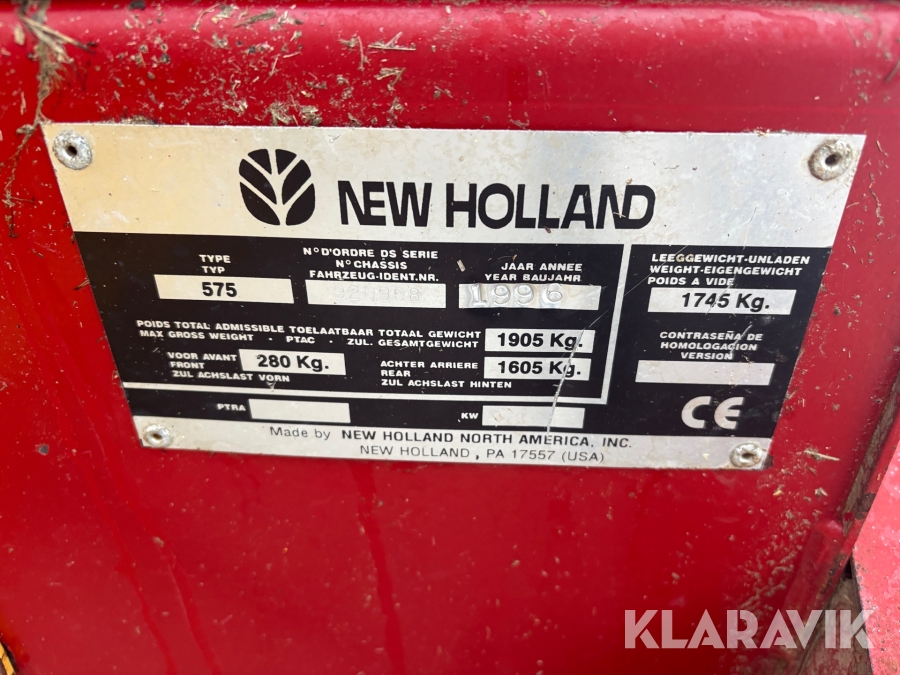 NEW HOLLAND
TYPE
TYP
575
N° D'ORDRE DS SERIE
N° CHASSIS
FAHRZEUG-IDENT.NR.
JAAR ANNEE
YEAR BAUJAHR
1996
LEEGGEWICHT-UNLADEN
WEIGHT-EIGENGEWICHT
POIDS A VIDE
1745 Kg.
POIDS TOTAL ADMISSIBLE TOELAATBAAR TOTAAL GEWICHT
MAX GROSS WEIGHT - PTAC - ZUL. GESAMTGEWICHT
1905 Kg.
VOOR AVANT
FRONT
ZUL ACHSLAST VORN
280 Kg.
ACHTER ARRIERE
REAR
ZUL ACHSLAST HINTEN
1605 Kg.
CONTRASEÑA DE
HOMOLOGACION
VERSION
PTRA
KW
CE
Made by NEW HOLLAND NORTH AMERICA, INC.
NEW HOLLAND, PA 17557 (USA)
KLARAVIK